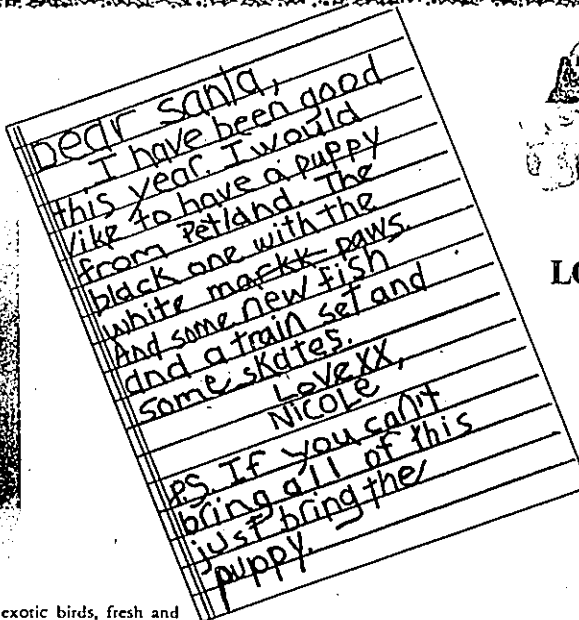 Dear Santa,
I have been good
this year. I would
like to have a puppy
from Petland. The
black one with the
white markk paws.
And some new fish
and a train set and
some skates.
Love XX,
NICOLE
P.S. If you can't
bring all of this
just bring the
puppy.
LO
exotic birds, fresh and